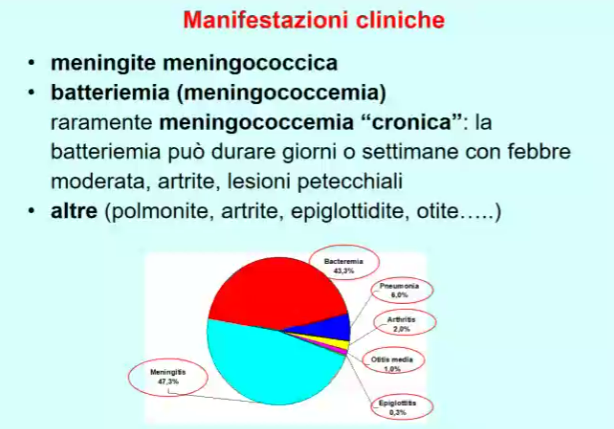 Manifestazioni cliniche
• meningite meningococcica
• batteriemia (meningococcemia)
raramente meningococcemia “cronica”: la
batteriemia può durare giorni o settimane con febbre
moderata, artrite, lesioni petecchiali
• altre (polmonite, artrite, epiglottidite, otite…..)
Bacteremia
43,3%
Pneumonia
6,0%
Arthritis
2,0%
Otitis media
1,0%
Epiglottitis
0,3%
Meningitis
47,3%